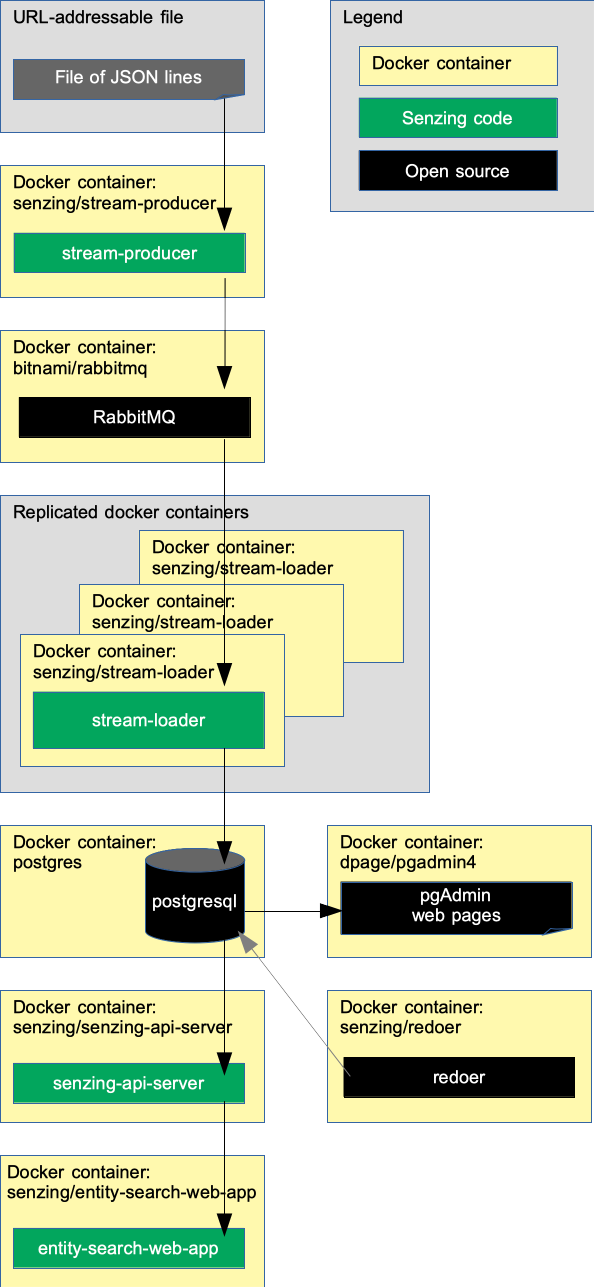 URL-addressable file
File of JSON lines
Legend
Docker container
Senzing code
Open source
Docker container:
senzing/stream-producer
stream-producer
Docker container:
bitnami/rabbitmq
RabbitMQ
Replicated docker containers
Docker container:
senzing/stream-loader
Docker container:
senzing/stream-loader
Docker container:
senzing/stream-loader
stream-loader
Docker container:
postgres
postgresql
Docker container:
dpage/pgadmin4
pgAdmin
web pages
Docker container:
senzing/senzing-api-server
senzing-api-server
Docker container:
senzing/redoer
redoer
Docker container:
senzing/entity-search-web-app
entity-search-web-app